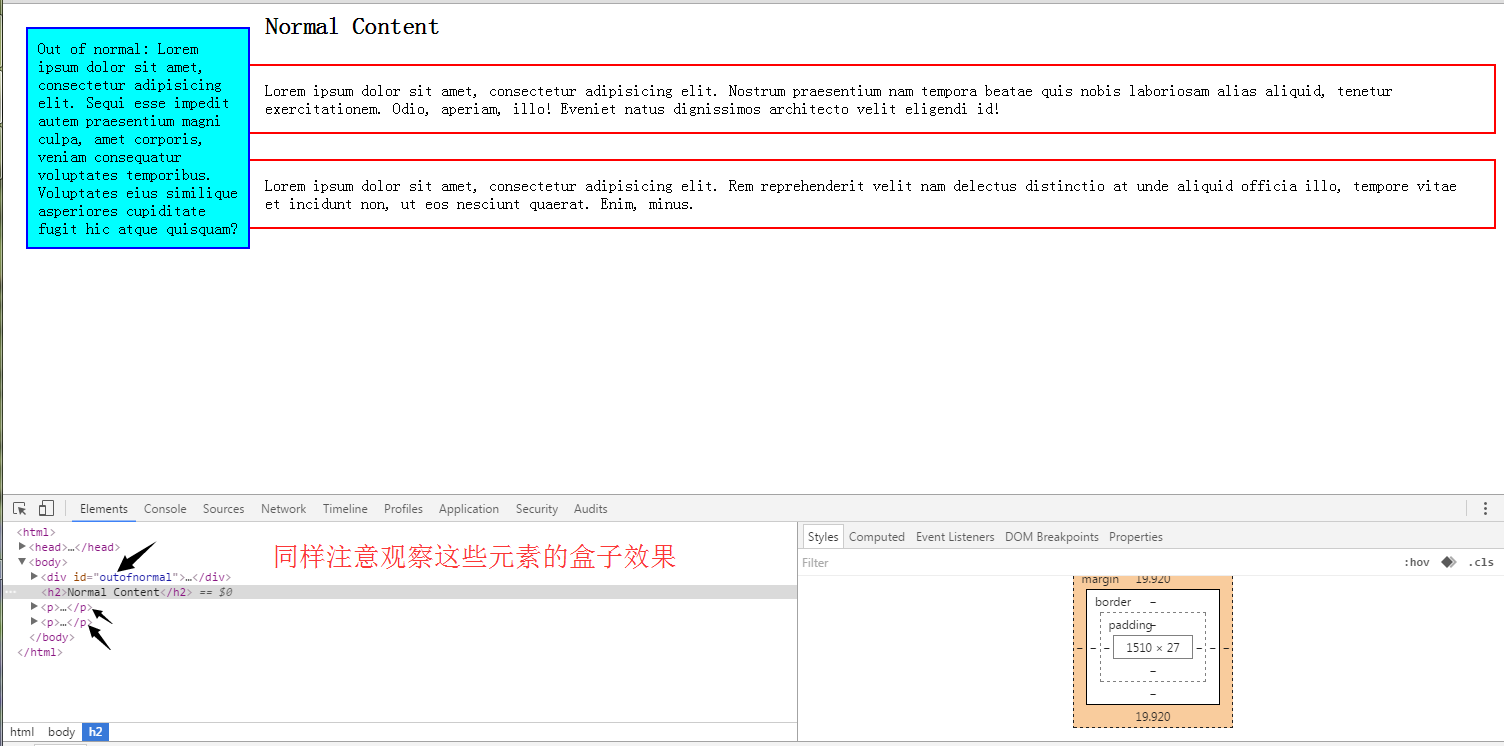 Normal Content
Out of normal: Lorem
ipsum dolor sit amet,
consectetur adipisicing
elit. Sequi esse impedit
autem praesentium magni
culpa, amet corporis,
veniam consequatur
voluptates temporibus.
Voluptates eius similique
asperiores cupiditate
fugit hic atque quisquam?
Lorem ipsum dolor sit amet, consectetur adipisicing elit. Nostrum praesentium nam tempora beatae quis nobis laboriosam alias aliquid, tenetur
exercitationem. Odio, aperiam, illo! Eveniet natus dignissimos architecto velit eligendi id!
Lorem ipsum dolor sit amet, consectetur adipisicing elit. Rem reprehenderit velit nam delectus distinctio at unde aliquid officia illo, tempore vitae
et incidunt non, ut eos nesciunt quaerat. Enim, minus.
Elements Console Sources Network Timeline Profiles Application Security Audits
<html>
<head>…</head>
<body>
<div id="outofnormal">…</div>
<h2>Normal Content</h2> == $0
<p>…</p>
<p>…</p>
</body>
</html>
同样注意观察这些元素的盒子效果
html body h2
Styles Computed Event Listeners DOM Breakpoints Properties
Filter :hov .cls
margin 19.920
border –
padding –
– – – 1510 × 27 – – –
–
–
19.920